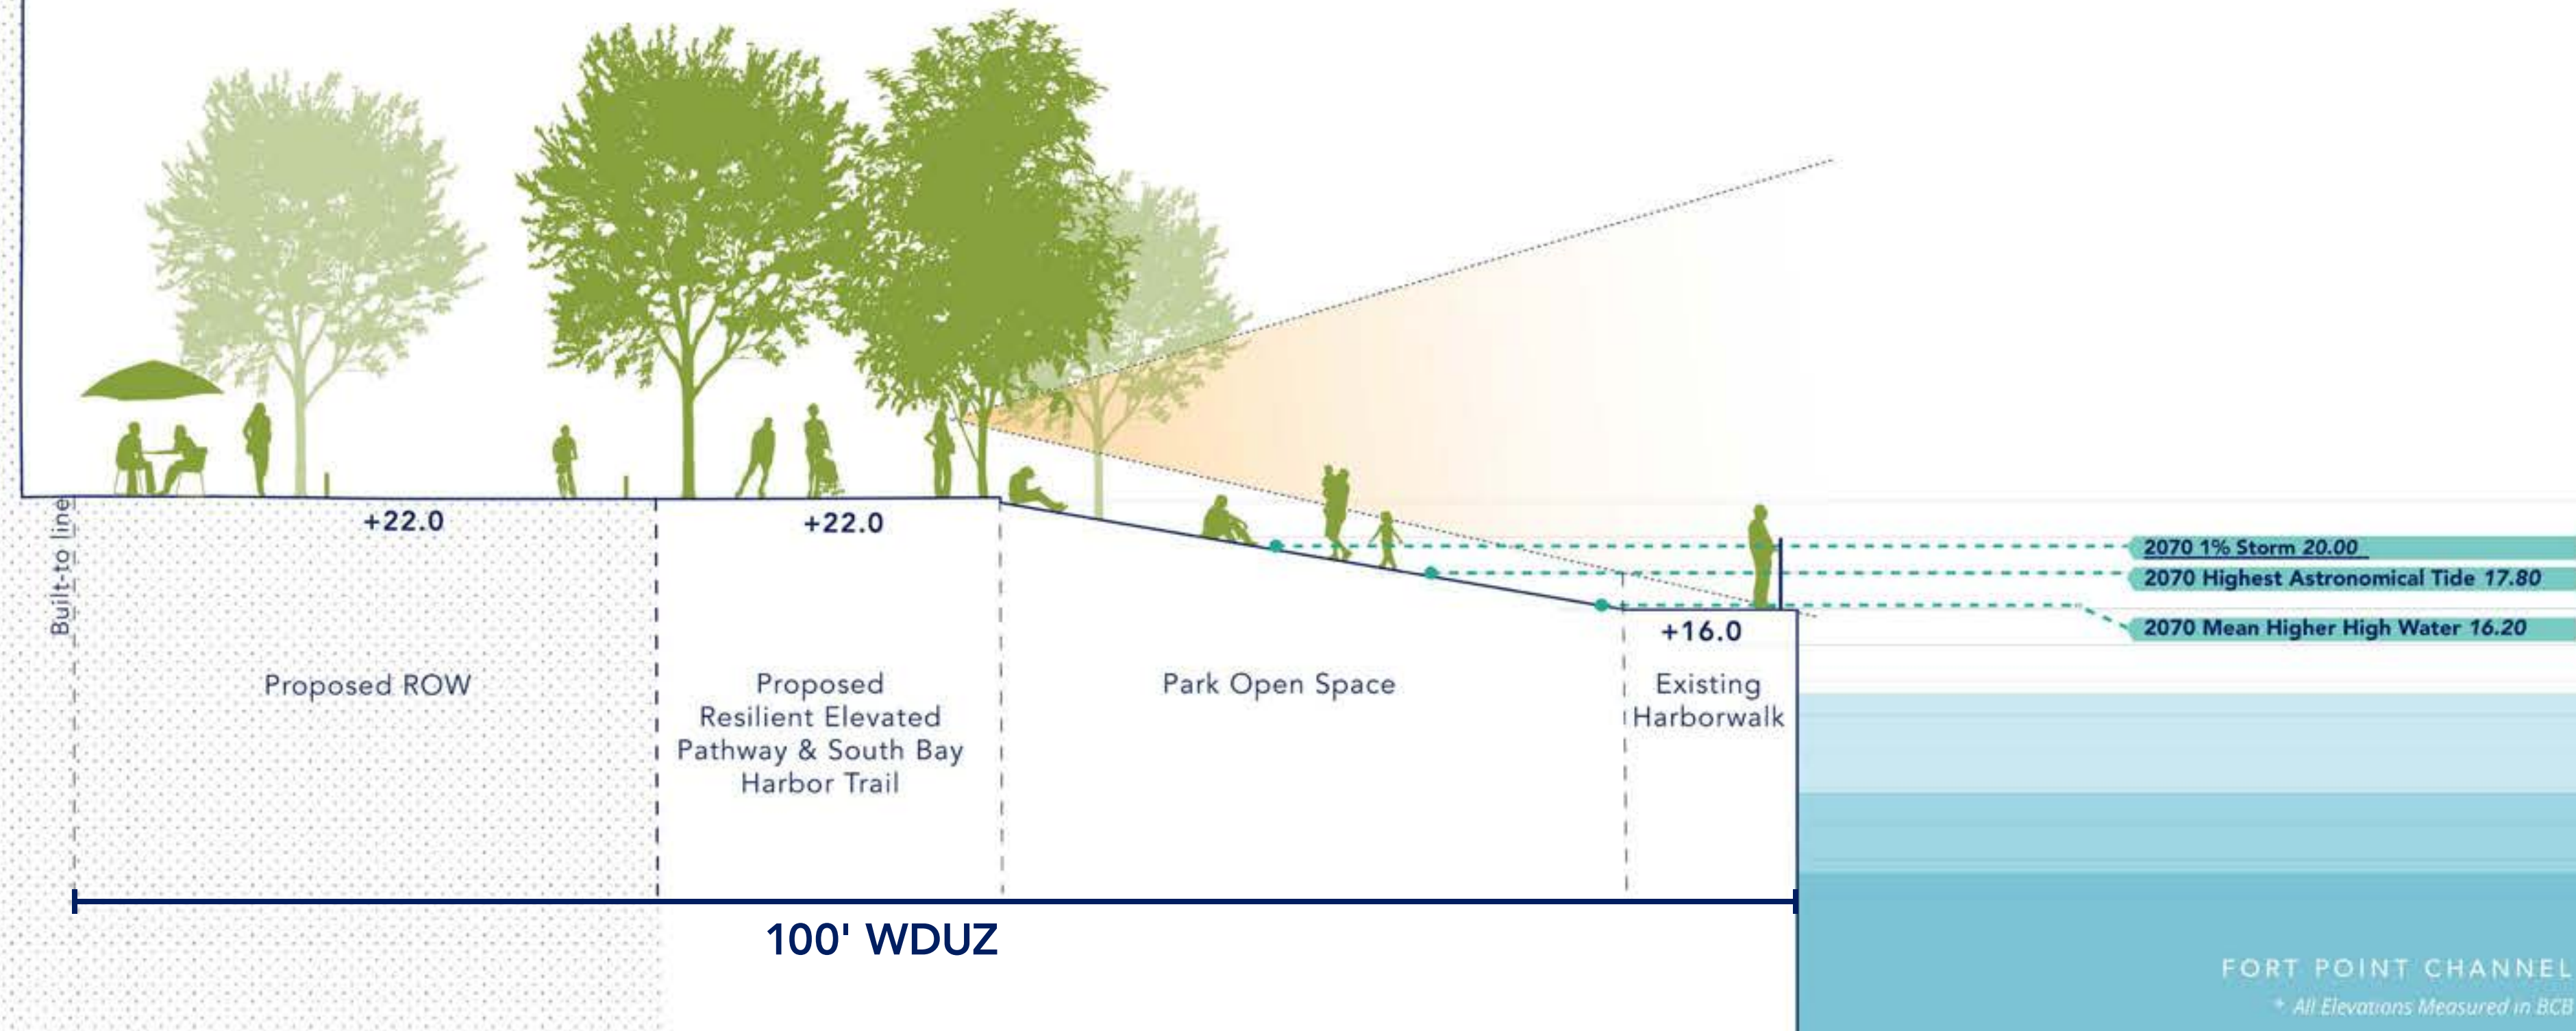 Built-to line
+22.0
+22.0
+16.0
2070 1% Storm 20.00
2070 Highest Astronomical Tide 17.80
2070 Mean Higher High Water 16.20
Proposed ROW
Proposed
Resilient Elevated
Pathway & South Bay
Harbor Trail
Park Open Space
Existing
Harborwalk
100' WDUZ
FORT POINT CHANNEL
* All Elevations Measured in BCB